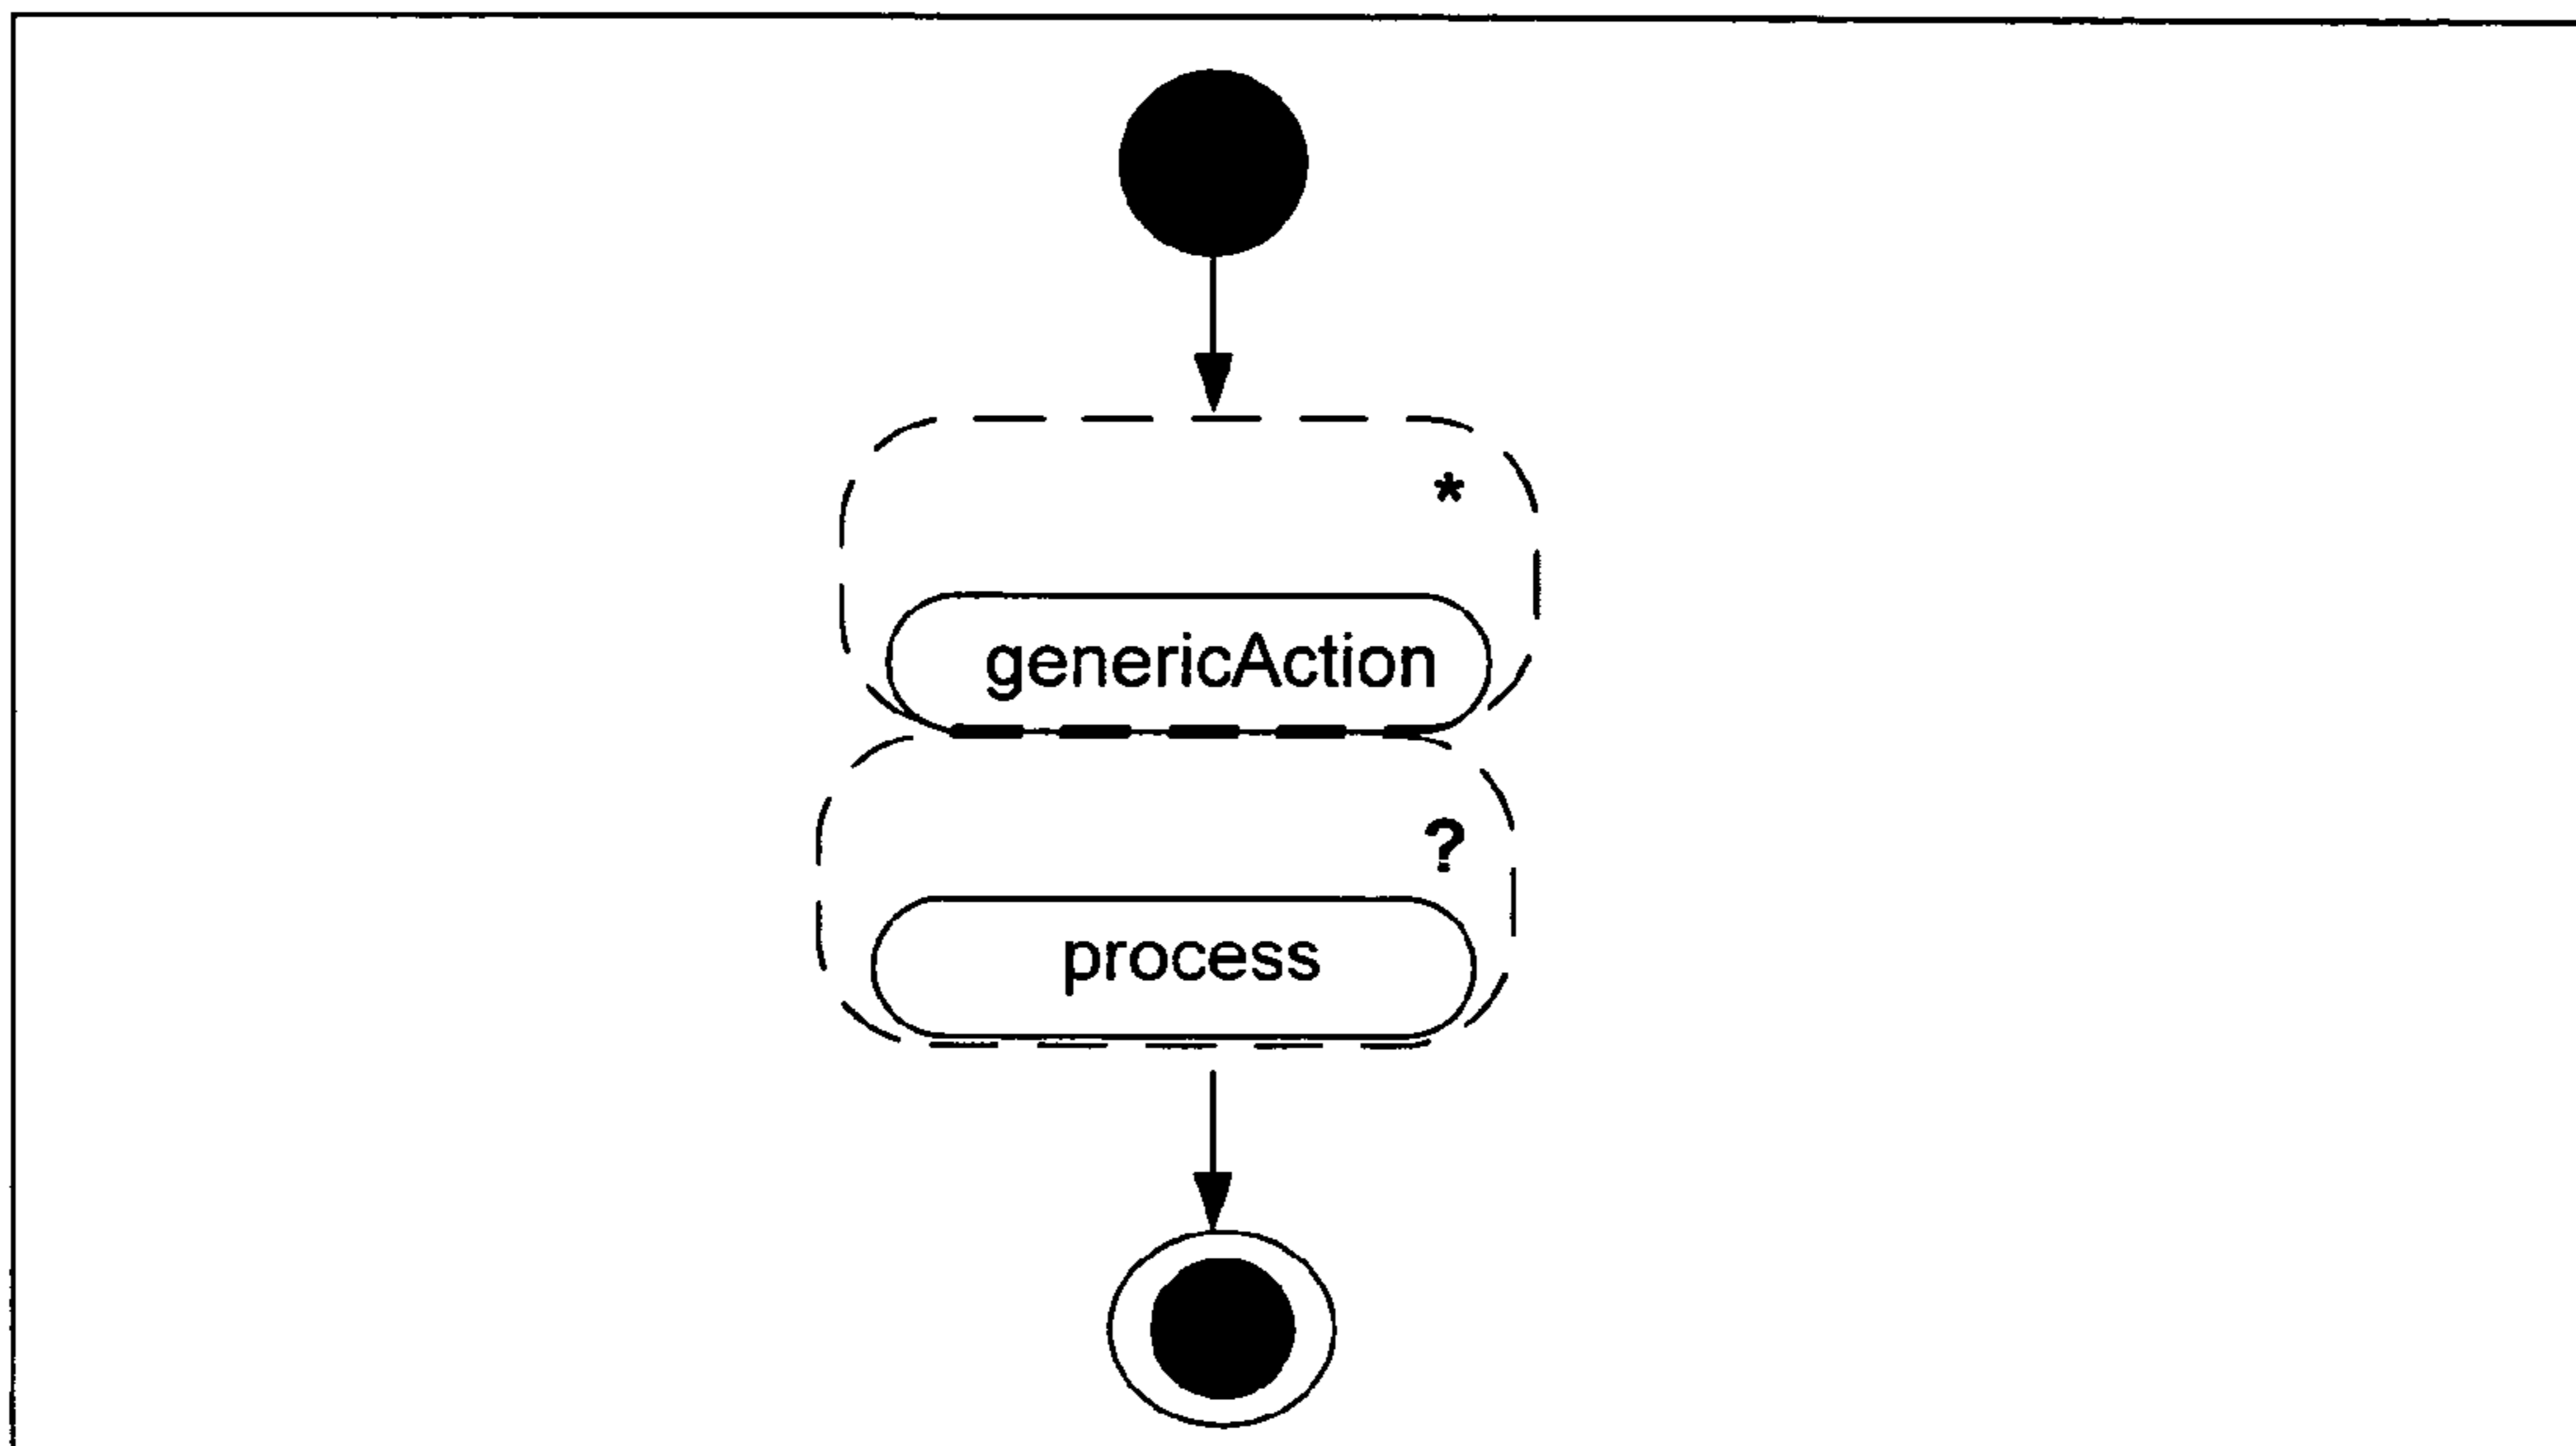 *
genericAction
?
process